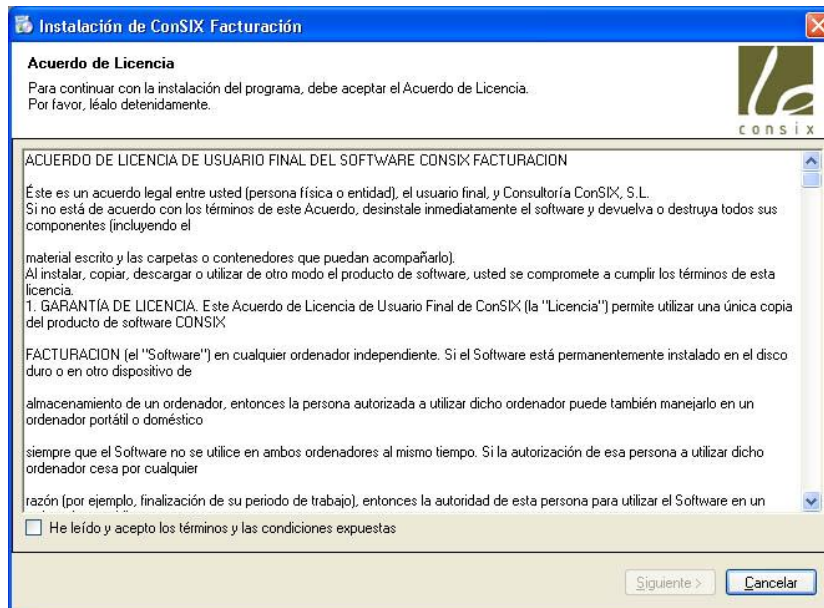 Instalación de ConSIX Facturación
Acuerdo de Licencia
Para continuar con la instalación del programa, debe aceptar el Acuerdo de Licencia.
Por favor, léalo detenidamente.
consix
ACUERDO DE LICENCIA DE USUARIO FINAL DEL SOFTWARE CONSIX FACTURACION
Éste es un acuerdo legal entre usted (persona física o entidad), el usuario final, y Consultoría ConSIX, S.L.
Si no está de acuerdo con los términos de este Acuerdo, desinstale inmediatamente el software y devuelva o destruya todos sus
componentes (incluyendo el
material escrito y las carpetas o contenedores que puedan acompañarlo).
Al instalar, copiar, descargar o utilizar de otro modo el producto de software, usted se compromete a cumplir los términos de esta
licencia.
1. GARANTÍA DE LICENCIA. Este Acuerdo de Licencia de Usuario Final de ConSIX (la "Licencia") permite utilizar una única copia
del producto de software CONSIX
FACTURACION (el "Software") en cualquier ordenador independiente. Si el Software está permanentemente instalado en el disco
duro o en otro dispositivo de
almacenamiento de un ordenador, entonces la persona autorizada a utilizar dicho ordenador puede también manejarlo en un
ordenador portátil o doméstico
siempre que el Software no se utilice en ambos ordenadores al mismo tiempo. Si la autorización de esa persona a utilizar dicho
ordenador cesa por cualquier
razón (por ejemplo, finalización de su periodo de trabajo), entonces la autoridad de esta persona para utilizar el Software en un
He leído y acepto los términos y las condiciones expuestas
Siguiente >
Cancelar